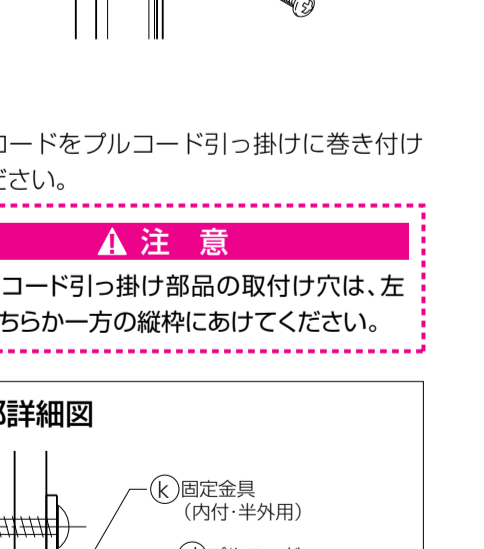 コードをプルコード引っ掛けに巻き付け
ださい。
注 意
コード引っ掛け部品の取付け穴は、左
ちらか一方の縦枠にあけてください。
部詳細図
k 固定金具
(内付・半外用)